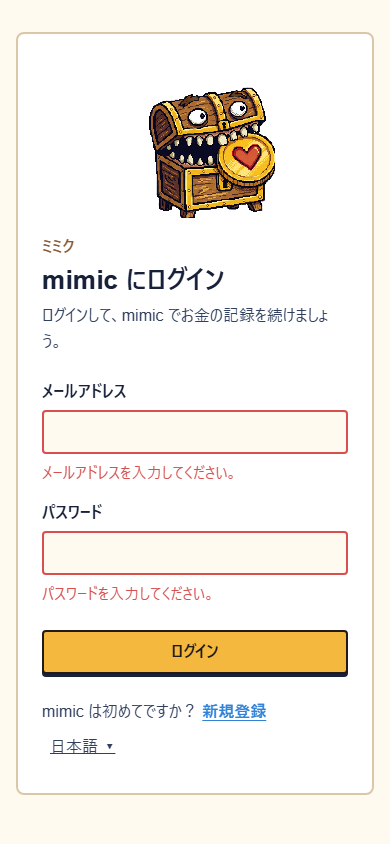 ミミク
mimic にログイン
ログインして、mimic でお金の記録を続けましょ
う。
メールアドレス
メールアドレスを入力してください。
パスワード
パスワードを入力してください。
ログイン
mimic は初めてですか？ 新規登録
日本語 ▼